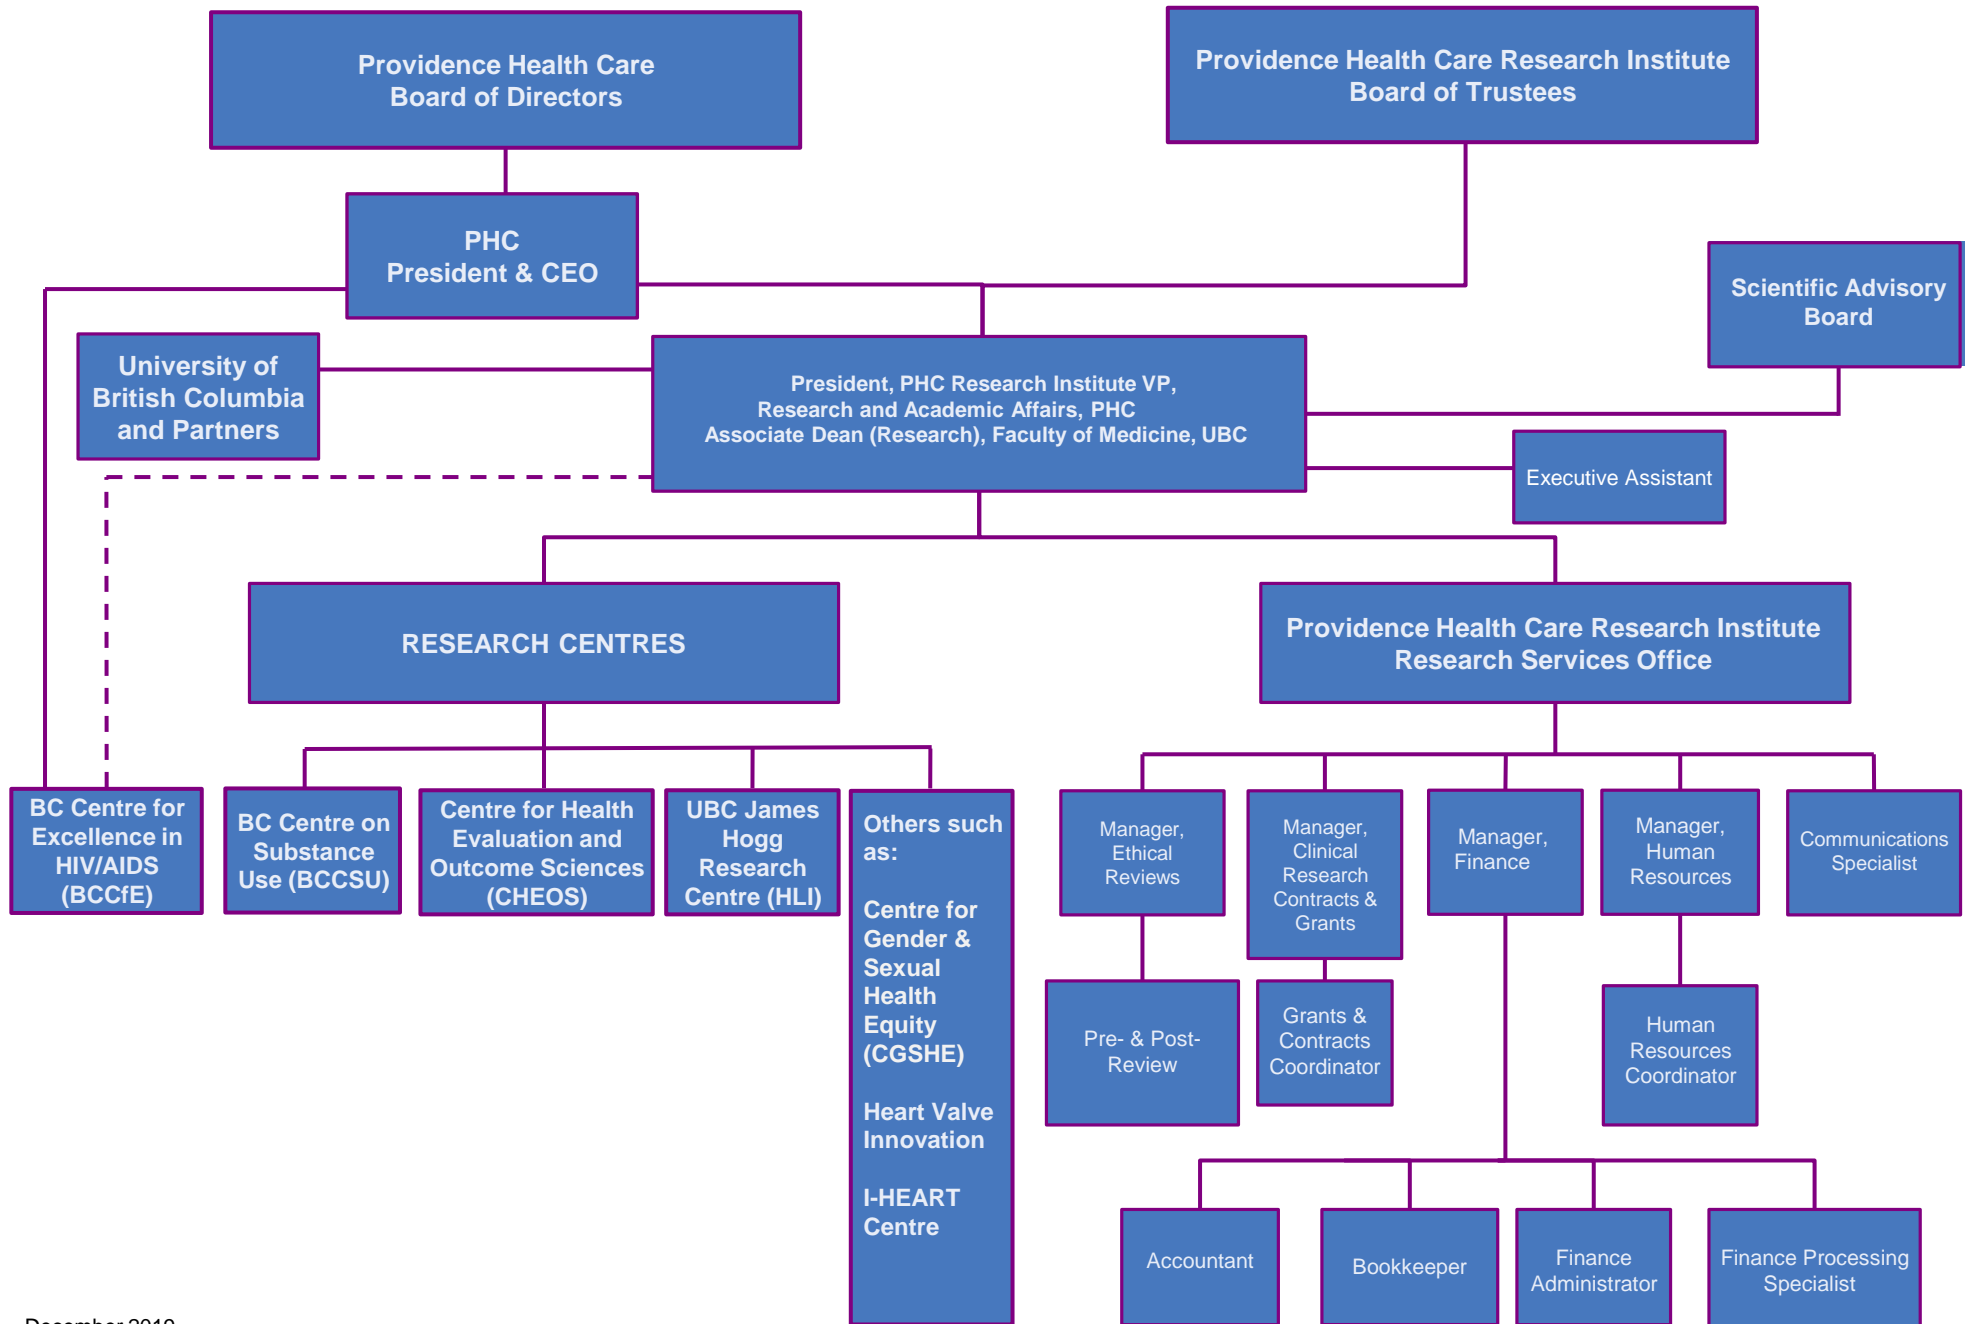 Providence Health Care
Board of Directors
Providence Health Care Research Institute
Board of Trustees
PHC
President & CEO
Scientific Advisory
Board
University of
British Columbia
and Partners
President, PHC Research Institute VP,
Research and Academic Affairs, PHC
Associate Dean (Research), Faculty of Medicine, UBC
Executive Assistant
RESEARCH CENTRES
Providence Health Care Research Institute
Research Services Office
BC Centre for
Excellence in
HIV/AIDS
(BCCfE)
BC Centre on
Substance
Use (BCCSU)
Centre for Health
Evaluation and
Outcome Sciences
(CHEOS)
UBC James
Hogg
Research
Centre (HLI)
Others such
as:
Centre for
Gender &
Sexual
Health
Equity
(CGSHE)
Heart Valve
Innovation
I-HEART
Centre
Manager,
Ethical
Reviews
Manager,
Clinical
Research
Contracts &
Grants
Manager,
Finance
Manager,
Human
Resources
Communications
Specialist
Pre- & Post-
Review
Grants &
Contracts
Coordinator
Human
Resources
Coordinator
Accountant
Bookkeeper
Finance
Administrator
Finance Processing
Specialist
December